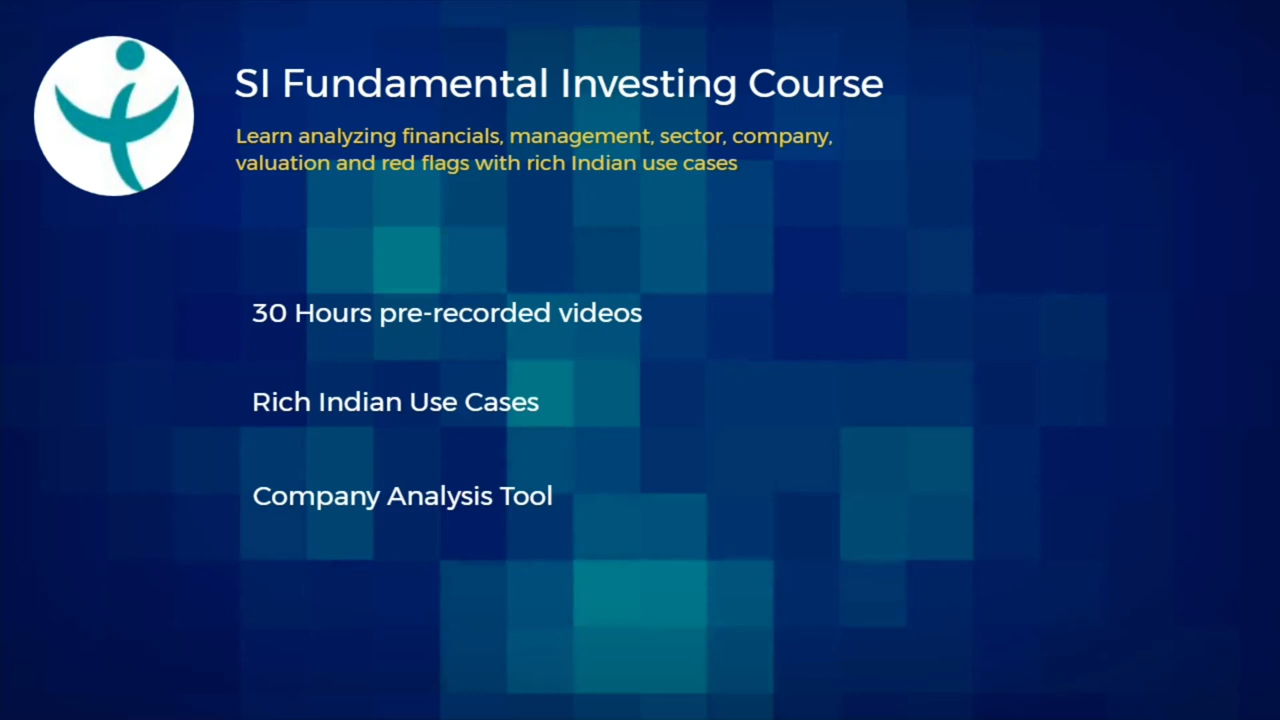 SI Fundamental Investing Course
Learn analyzing financials, management, sector, company,
valuation and red flags with rich Indian use cases
30 Hours pre-recorded videos
Rich Indian Use Cases
Company Analysis Tool